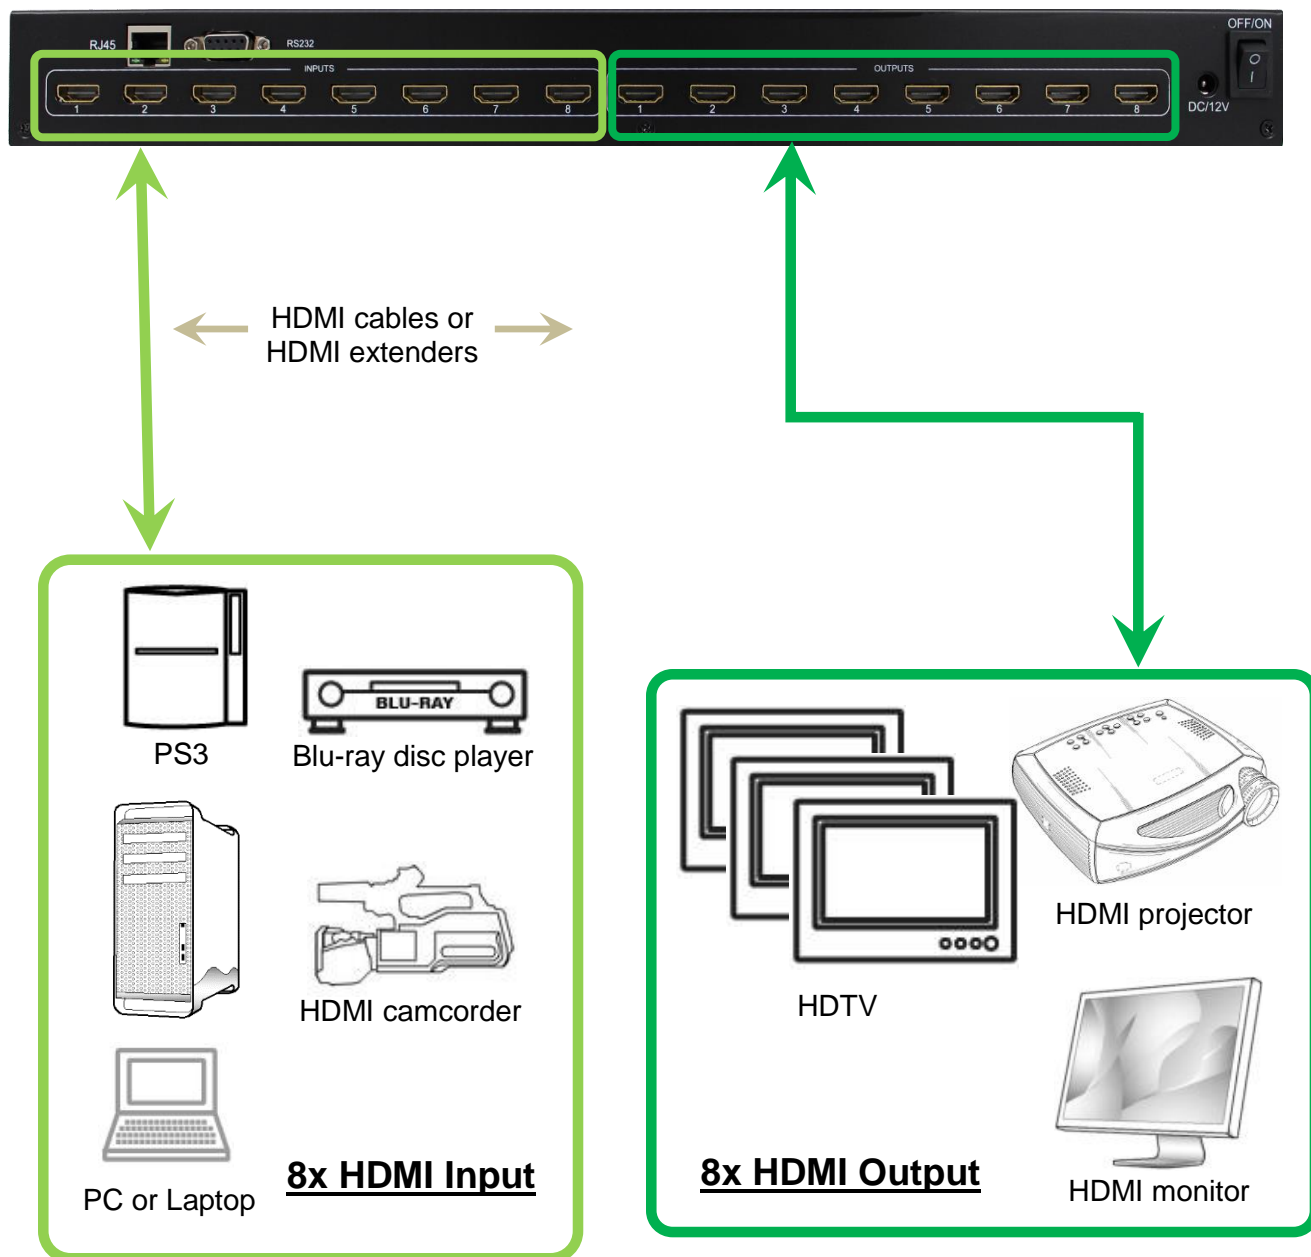 OFF/ON
RJ45
RS232
INPUTS
OUTPUTS
1 2 3 4 5 6 7 8
1 2 3 4 5 6 7 8
DC/12V
HDMI cables or
HDMI extenders
PS3
BLU-RAY
Blu-ray disc player
HDMI camcorder
PC or Laptop
8x HDMI Input
HDTV
HDMI projector
8x HDMI Output
HDMI monitor